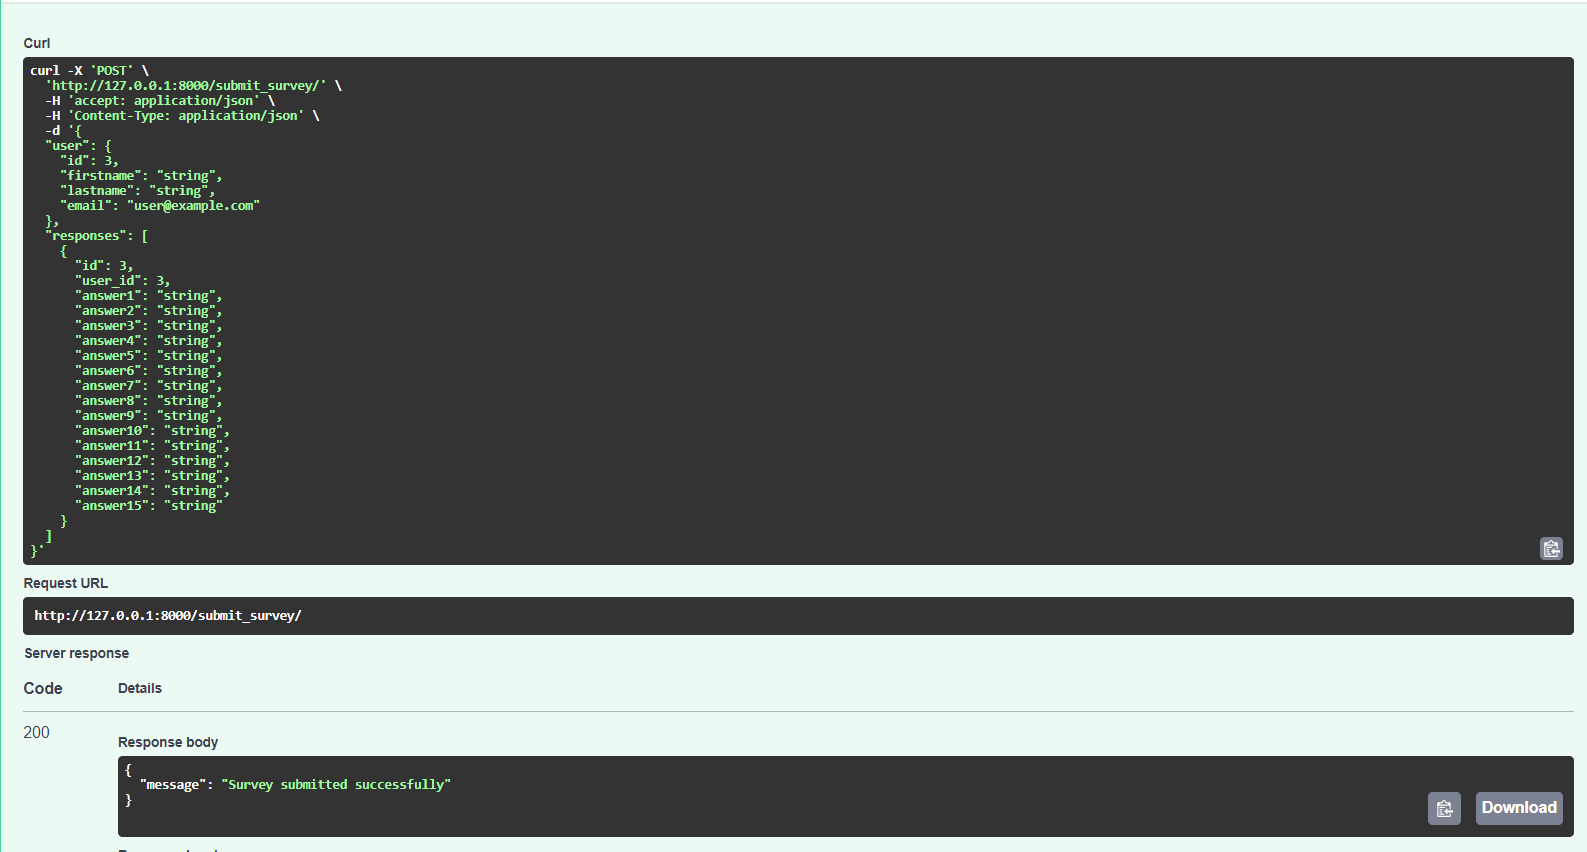 Curl
curl -X 'POST' \
'http://127.0.0.1:8000/submit_survey/' \
-H 'accept: application/json' \
-H 'Content-Type: application/json' \
-d '{
"user": {
"id": 3,
"firstname": "string",
"lastname": "string",
"email": "user@example.com"
},
"responses": [
{
"id": 3,
"user_id": 3,
"answer1": "string",
"answer2": "string",
"answer3": "string",
"answer4": "string",
"answer5": "string",
"answer6": "string",
"answer7": "string",
"answer8": "string",
"answer9": "string",
"answer10": "string",
"answer11": "string",
"answer12": "string",
"answer13": "string",
"answer14": "string",
"answer15": "string"
}
]
}'
Request URL
http://127.0.0.1:8000/submit_survey/
Server response
Code Details
200
Response body
{
"message": "Survey submitted successfully"
}
Download